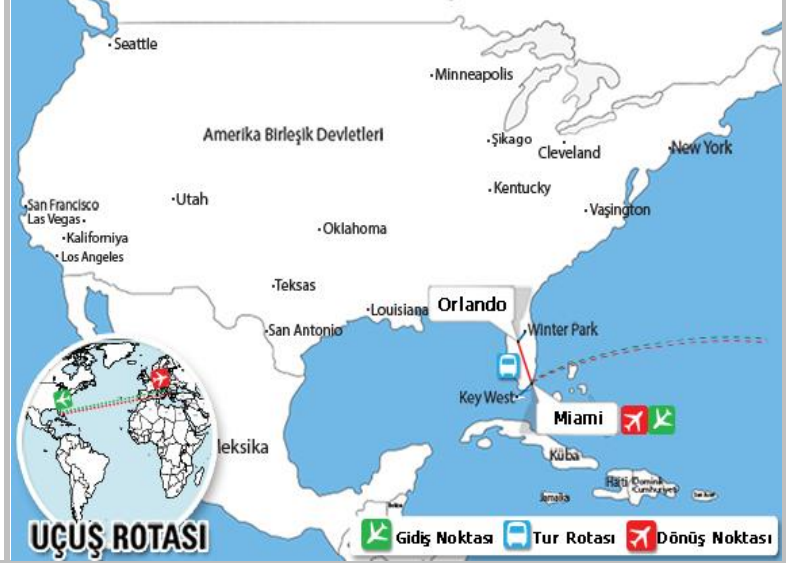 Seattle
Minneapolis
Amerika Birleşik Devletleri
Şikago
Cleveland
New York
Utah
Kentucky
San Francisco
Las Vegas
Vaşington
Kaliforniya
Oklahoma
Los Angeles
Teksas
Louisiana
Orlando
San Antonio
Winter Park
Key West
Miami
leksika
Küba
Haiti
Dominik
Cumhuriyeti
Jamaika
UÇUŞ ROTASI
Gidiş Noktası
Tur Rotası
Dönüş Noktası